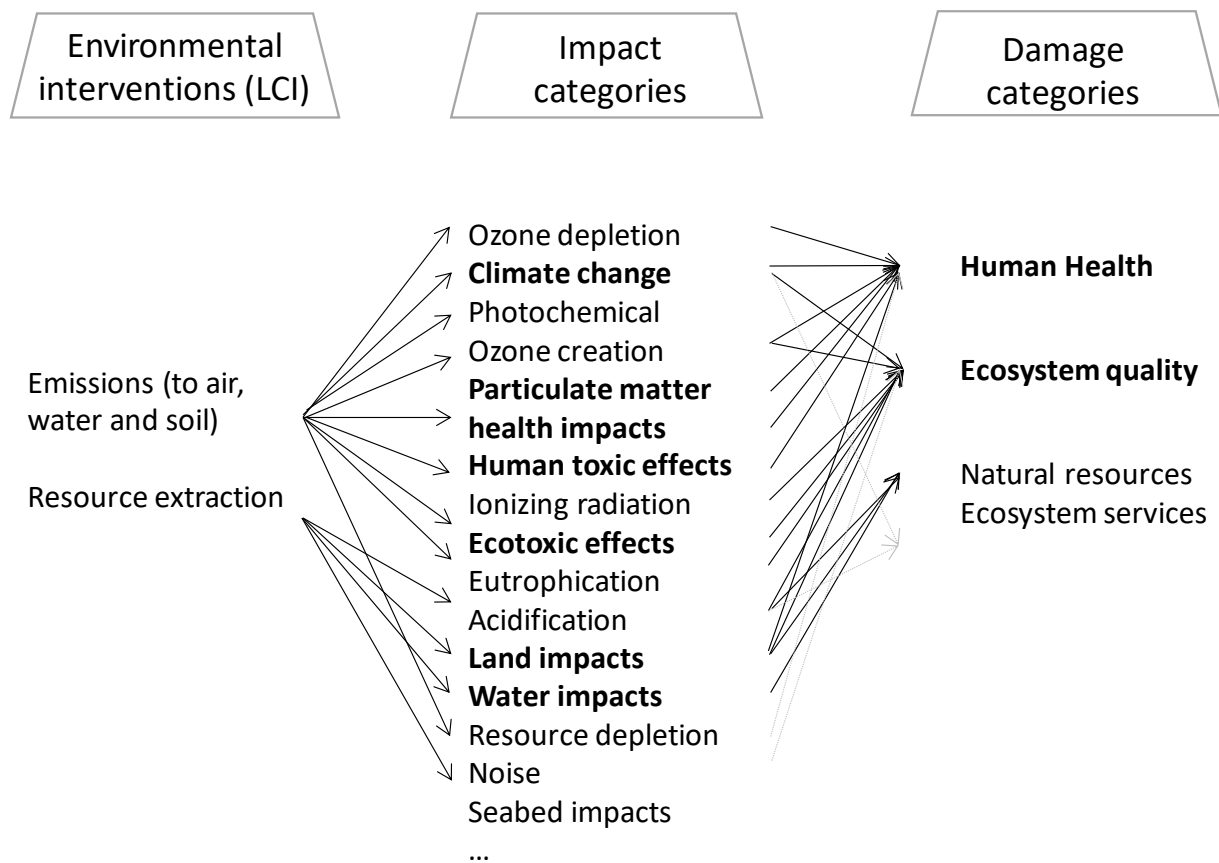 Environmental
interventions (LCI)
Impact
categories
Damage
categories
Emissions (to air,
water and soil)
Resource extraction
Ozone depletion
Climate change
Photochemical
Ozone creation
Particulate matter
health impacts
Human toxic effects
Ionizing radiation
Ecotoxic effects
Eutrophication
Acidification
Land impacts
Water impacts
Resource depletion
Noise
Seabed impacts
...
Human Health
Ecosystem quality
Natural resources
Ecosystem services